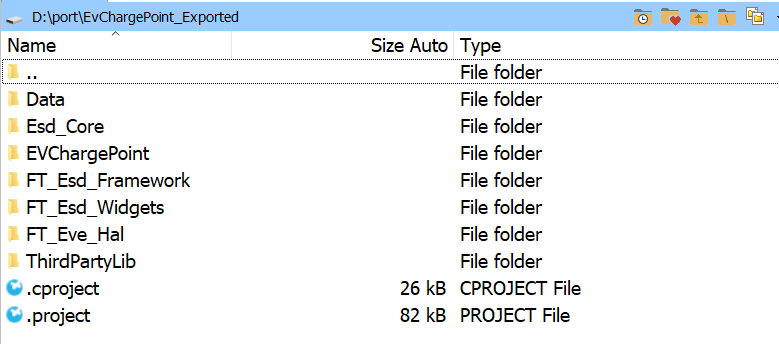 D:\port\EvChargePoint_Exported
Name Size Auto Type
.. File folder
Data File folder
Esd_Core File folder
EVChargePoint File folder
FT_Esd_Framework File folder
FT_Esd_Widgets File folder
FT_Eve_Hal File folder
ThirdPartyLib File folder
.cproject 26 kB CPROJECT File
.project 82 kB PROJECT File